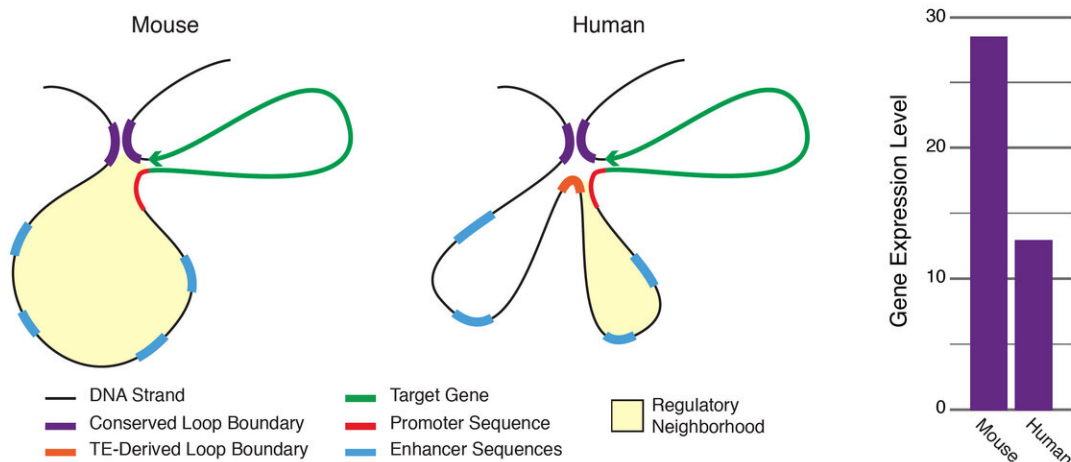 Mouse
Human
DNA Strand
Conserved Loop Boundary
TE-Derived Loop Boundary
Target Gene
Promoter Sequence
Enhancer Sequences
Regulatory
Neighborhood
Gene Expression Level
30
20
10
0
Mouse
Human